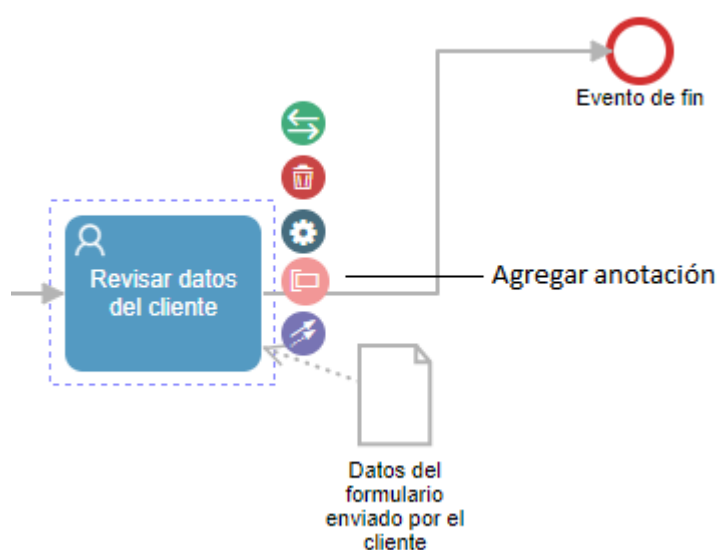 Evento de fin
Revisar datos
del cliente
Agregar anotación
Datos del
formulario
enviado por el
cliente